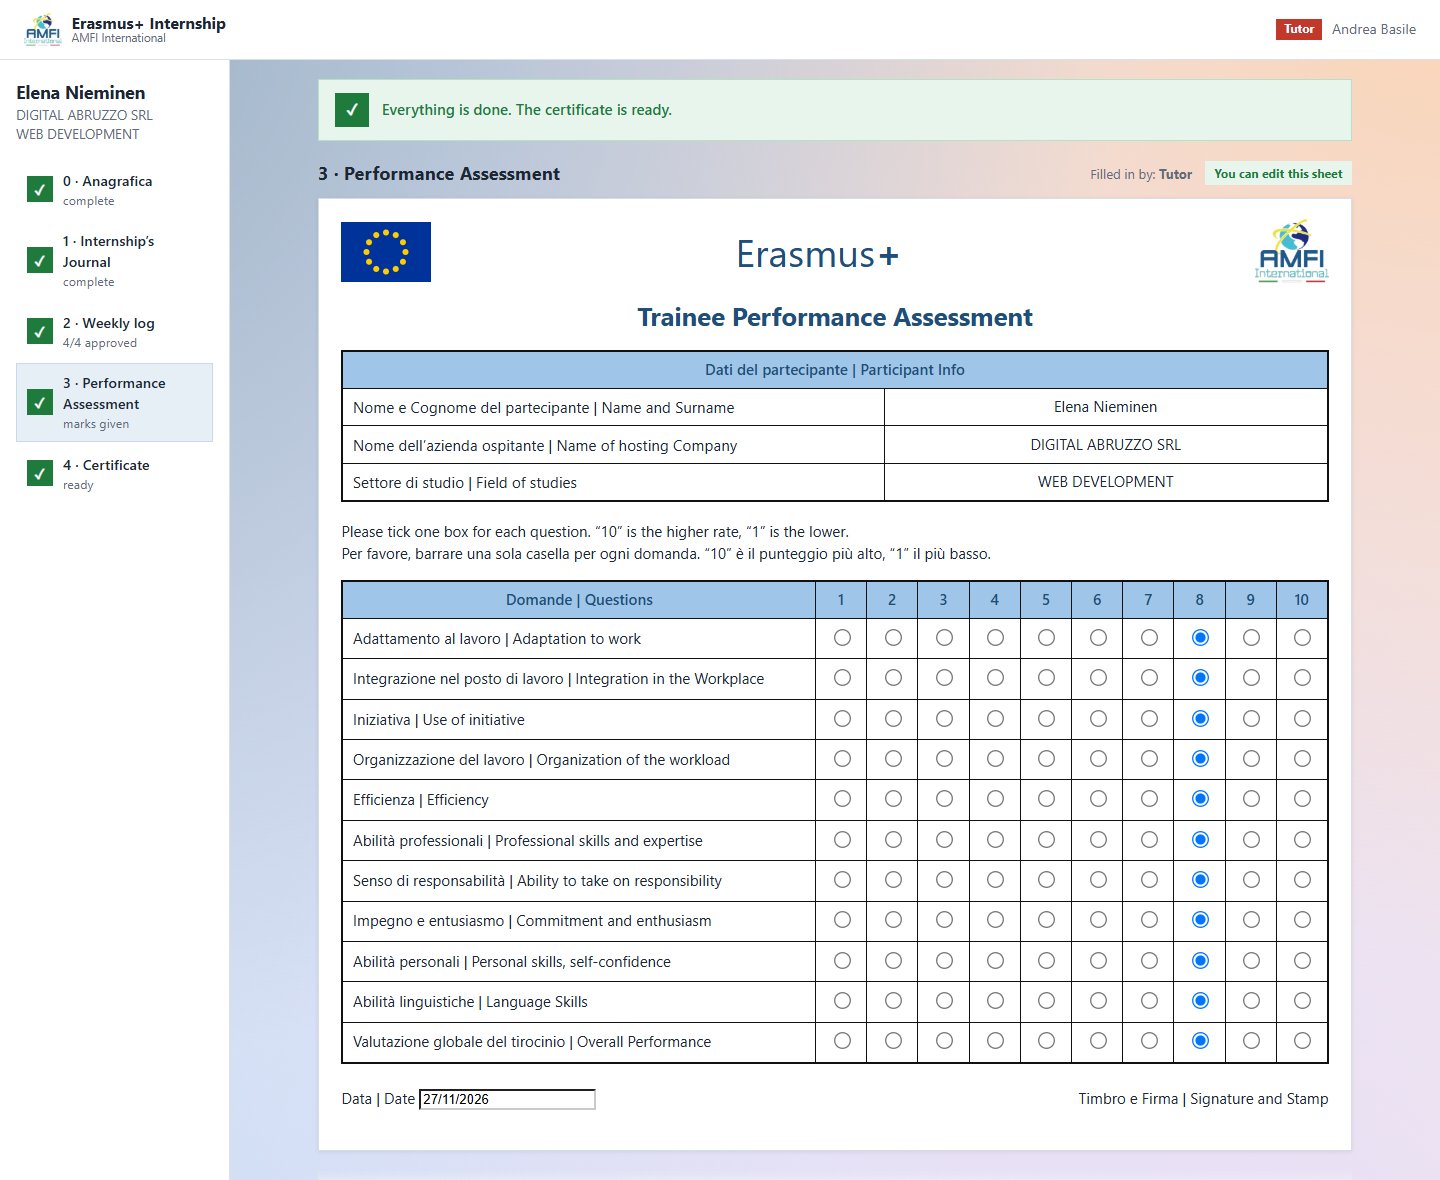 AMFI
International
Erasmus+ Internship
AMFI International
Tutor
Andrea Basile
Elena Nieminen
DIGITAL ABRUZZO SRL
WEB DEVELOPMENT
0 · Anagrafica
complete
1 · Internship’s
Journal
complete
2 · Weekly log
4/4 approved
3 · Performance
Assessment
marks given
4 · Certificate
ready
Everything is done. The certificate is ready.
3 · Performance Assessment
Filled in by: Tutor
You can edit this sheet
Erasmus+
AMFI
International
Trainee Performance Assessment
Dati del partecipante | Participant Info
Nome e Cognome del partecipante | Name and Surname
Elena Nieminen
Nome dell’azienda ospitante | Name of hosting Company
DIGITAL ABRUZZO SRL
Settore di studio | Field of studies
WEB DEVELOPMENT
Please tick one box for each question. “10” is the higher rate, “1” is the lower.
Per favore, barrare una sola casella per ogni domanda. “10” è il punteggio più alto, “1” il più basso.
Domande | Questions 1 2 3 4 5 6 7 8 9 10
Adattamento al lavoro | Adaptation to work
Integrazione nel posto di lavoro | Integration in the Workplace
Iniziativa | Use of initiative
Organizzazione del lavoro | Organization of the workload
Efficienza | Efficiency
Abilità professionali | Professional skills and expertise
Senso di responsabilità | Ability to take on responsibility
Impegno e entusiasmo | Commitment and enthusiasm
Abilità personali | Personal skills, self-confidence
Abilità linguistiche | Language Skills
Valutazione globale del tirocinio | Overall Performance
Data | Date 27/11/2026
Timbro e Firma | Signature and Stamp